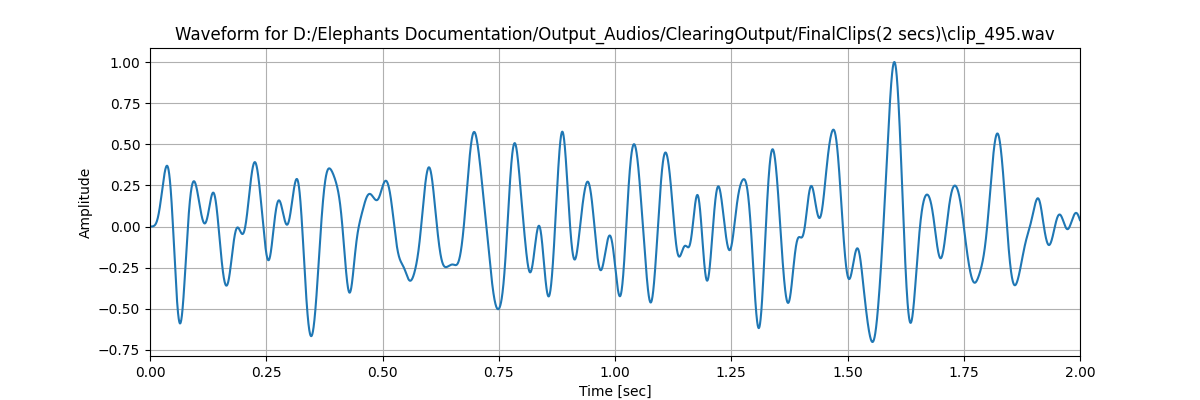 Waveform for D:/Elephants Documentation/Output_Audios/ClearingOutput/FinalClips(2 secs)\clip_495.wav
Amplitude
1.00
0.75
0.50
0.25
0.00
−0.25
−0.50
−0.75
0.00 0.25 0.50 0.75 1.00 1.25 1.50 1.75 2.00
Time [sec]